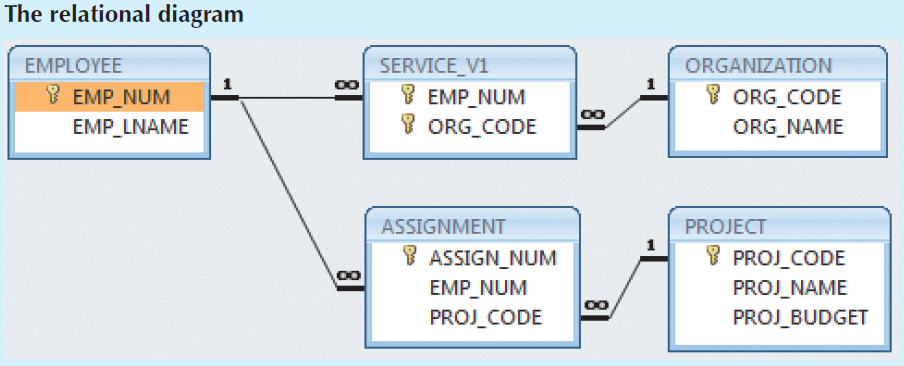 The relational diagram
EMPLOYEE
EMP_NUM
EMP_LNAME
1
∞
SERVICE_V1
EMP_NUM
ORG_CODE
∞
1
ORGANIZATION
ORG_CODE
ORG_NAME
∞
ASSIGNMENT
ASSIGN_NUM
EMP_NUM
PROJ_CODE
∞
1
PROJECT
PROJ_CODE
PROJ_NAME
PROJ_BUDGET